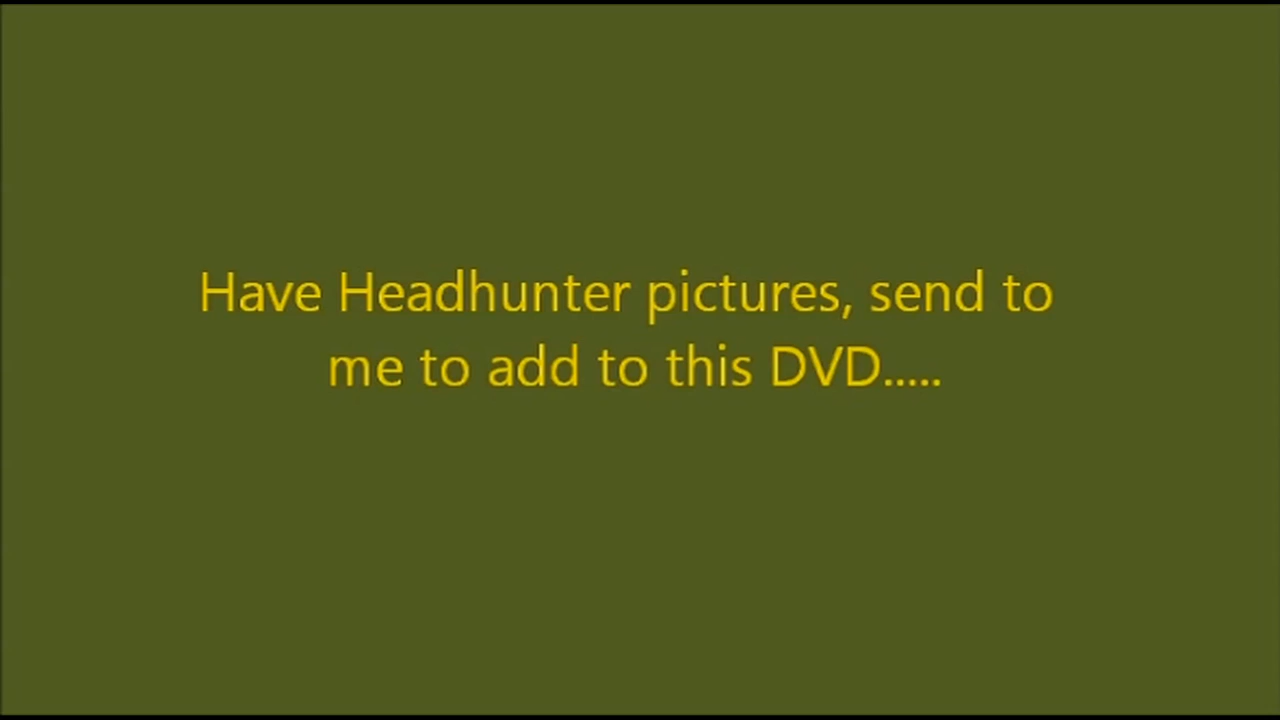 Have Headhunter pictures, send to
me to add to this DVD.....